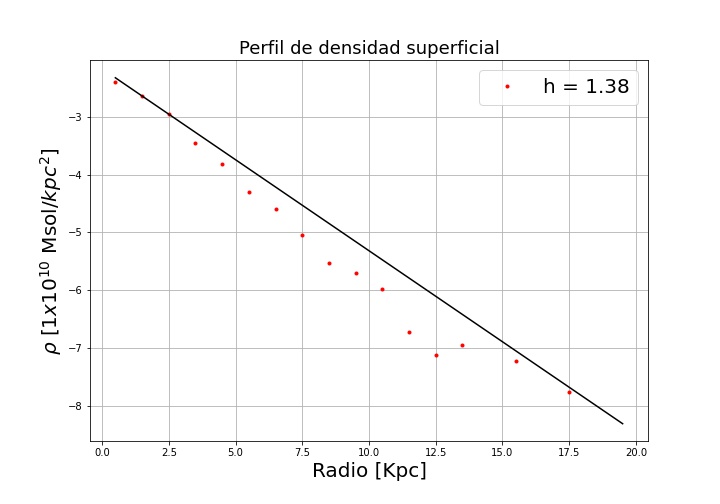 Perfil de densidad superficial
h = 1.38
ρ [1x10¹⁰ Msol/kpc²]
−3
−4
−5
−6
−7
−8
0.0 2.5 5.0 7.5 10.0 12.5 15.0 17.5 20.0
Radio [Kpc]